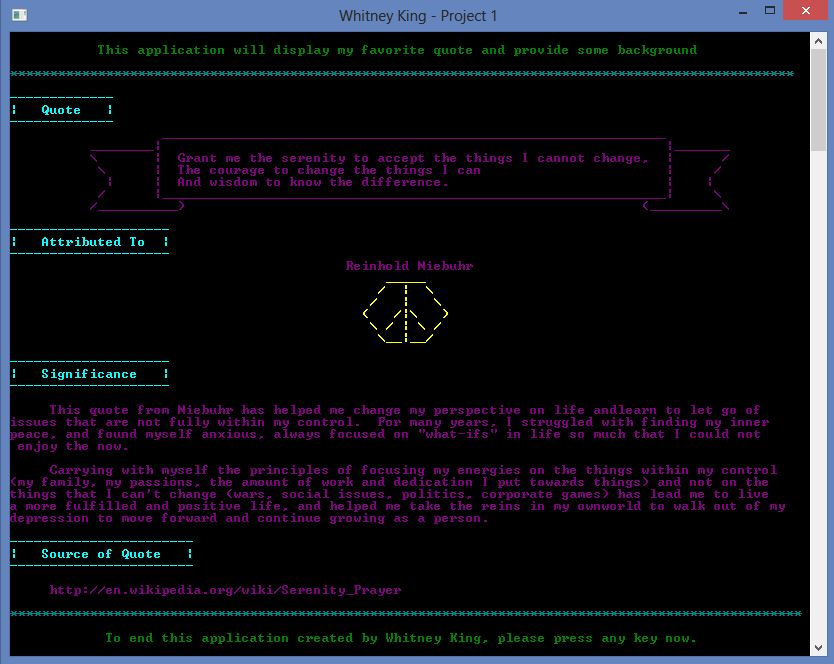 Whitney King - Project 1
This application will display my favorite quote and provide some background
Quote
Grant me the serenity to accept the things I cannot change,
The courage to change the things I can
And wisdom to know the difference.
Attributed To
Reinhold Niebuhr
Significance
This quote from Niebuhr has helped me change my perspective on life andlearn to let go of
issues that are not fully within my control.  For many years, I struggled with finding my inner
peace, and found myself anxious, always focused on "what-ifs" in life so much that I could not
enjoy the now.
Carrying with myself the principles of focusing my energies on the things within my control
(my family, my passions, the amount of work and dedication I put towards things) and not on the
things that I can't change (wars, social issues, politics, corporate games) has lead me to live
a more fulfilled and positive life, and helped me take the reins in my ownworld to walk out of my
depression to move forward and continue growing as a person.
Source of Quote
http://en.wikipedia.org/wiki/Serenity_Prayer
To end this application created by Whitney King, please press any key now.